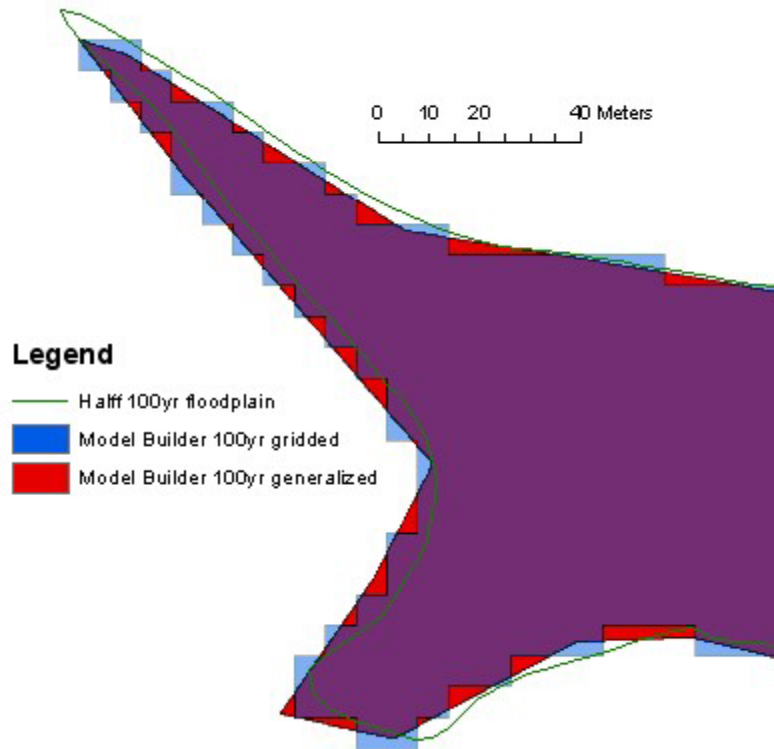 0 10 20 40 Meters
Legend
Halff 100yr floodplain
Model Builder 100yr gridded
Model Builder 100yr generalized